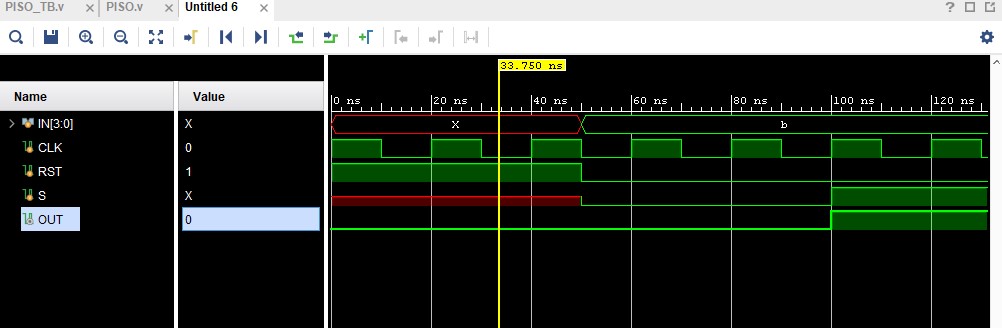 PISO_TB.v × PISO.v × Untitled 6 ×
33.750 ns
Name Value
0 ns 20 ns 40 ns 60 ns 80 ns 100 ns 120 ns
IN[3:0] X X b
CLK 0
RST 1
S X
OUT 0